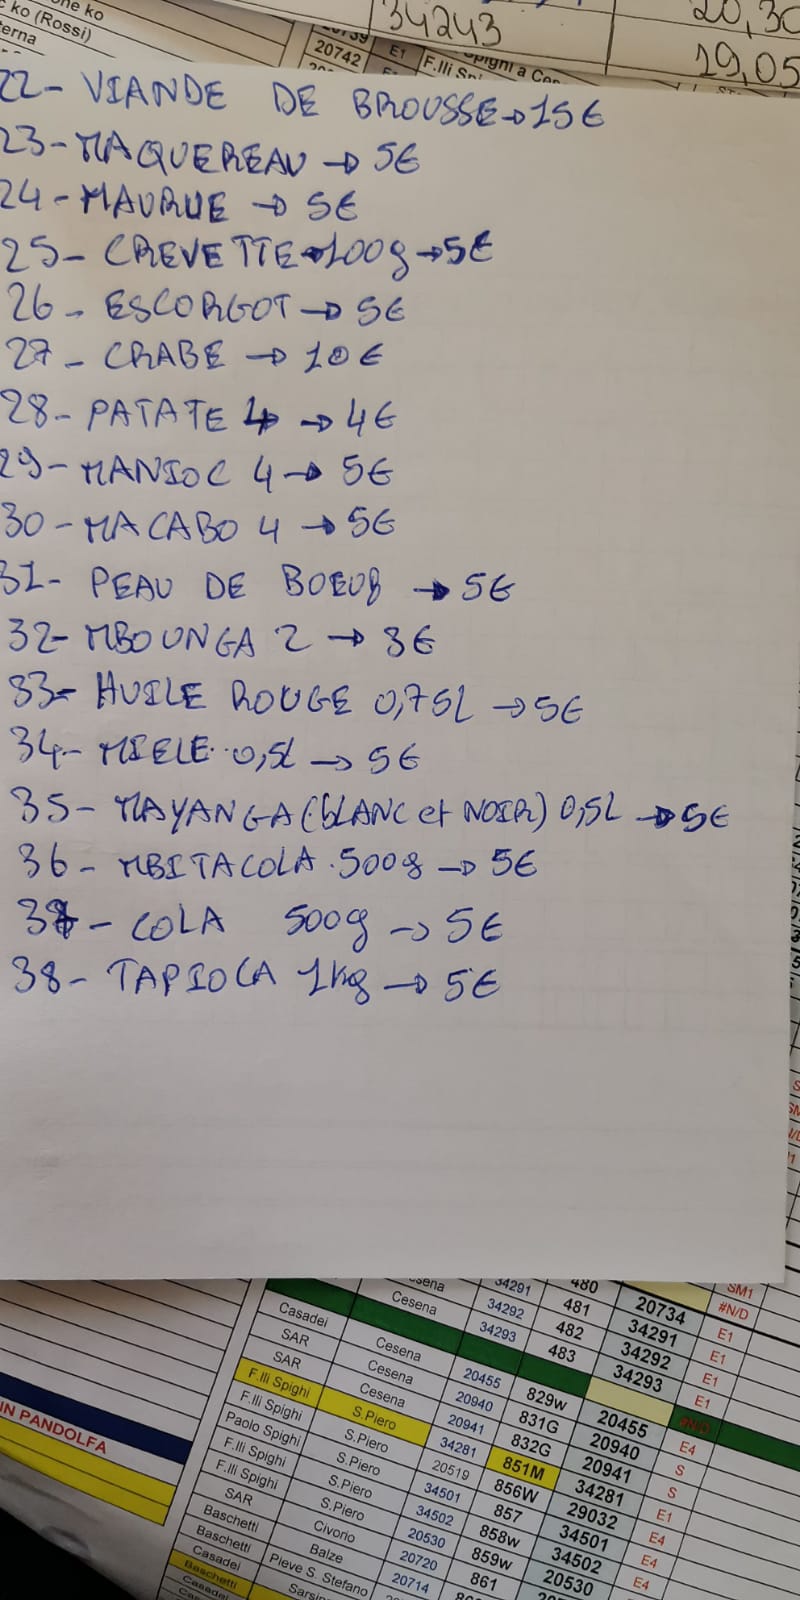 ne ko
ko (Rossi)
terna
34243
20,30
19,05
20742
E1
F.lli Spi
22- VIANDE DE BROUSSE → 15€
23- MAQUEREAU → 5€
24- MAURUE → 5€
25- CREVETTE → 100g → 5€
26- ESCORGOT → 5€
27- CRABE → 10€
28- PATATE 4 → 4€
29- MANIOC 4 → 5€
30- MACABO 4 → 5€
31- PEAU DE BOEUB → 5€
32- MBOUNGA 2 → 3€
33- HUILE ROUGE 0,75L → 5€
34- MIELE 0,5L → 5€
35- MAYANGA (blANC et NOIR) 0,5L → 5€
36- MBITACOLA 500g → 5€
37- COLA 500g → 5€
38- TAPIOCA 1kg → 5€
34291 480 SM1
Cesena 34292 481 20734 #N/D
Casadei 34293 482 34291 E1
SAR Cesena 483 34292 E1
SAR Cesena 34293 E1
F.lli Spighi Cesena 20455 829w E1
F.lli Spighi S.Piero 20940 831G 20455 #N/D
Paolo Spighi S.Piero 20941 832G 20940 E4
F.lli Spighi S.Piero 34281 851M 20941 S
F.lli Spighi S.Piero 20519 856W 34281 S
SAR S.Piero 34501 857 29032 E1
Baschetti Civorio 34502 858w 34501 E4
Baschetti Balze 20530 859w 34502 E4
Casadei Pieve S. Stefano 20720 861 20530 E4
Baschetti 20714
IN PANDOLFA